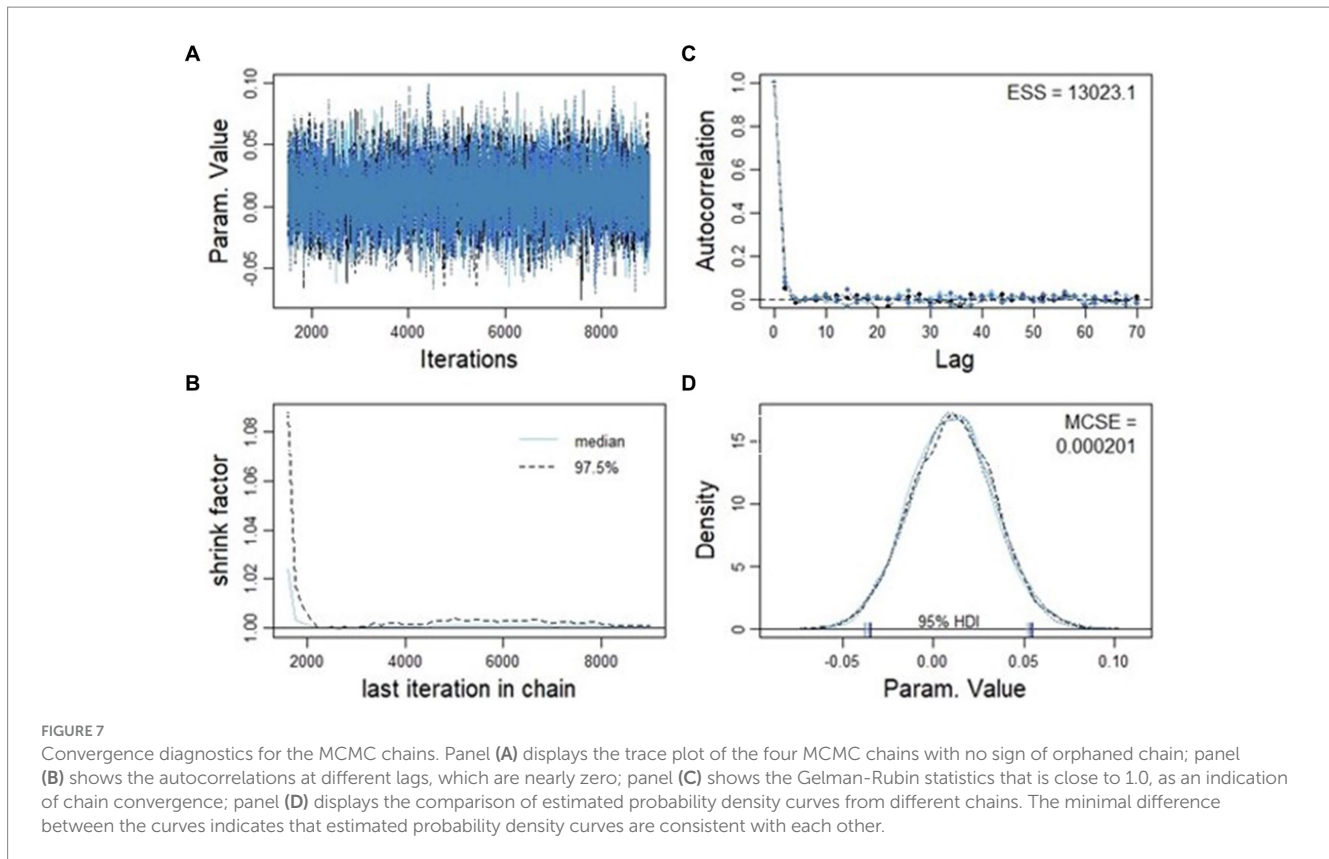 A
0.10
0.05
0.00
-0.05
Param. Value
2000 4000 6000 8000
Iterations
C
ESS = 13023.1
1.0
0.8
0.6
0.4
0.2
0.0
Autocorrelation
0 10 20 30 40 50 60 70
Lag
B
1.08
1.06
1.04
1.02
1.00
shrink factor
median
97.5%
2000 4000 6000 8000
last iteration in chain
D
MCSE =
0.000201
15
10
5
0
Density
95% HDI
-0.05 0.00 0.05 0.10
Param. Value
FIGURE 7
Convergence diagnostics for the MCMC chains. Panel (A) displays the trace plot of the four MCMC chains with no sign of orphaned chain; panel
(B) shows the autocorrelations at different lags, which are nearly zero; panel (C) shows the Gelman-Rubin statistics that is close to 1.0, as an indication
of chain convergence; panel (D) displays the comparison of estimated probability density curves from different chains. The minimal difference
between the curves indicates that estimated probability density curves are consistent with each other.